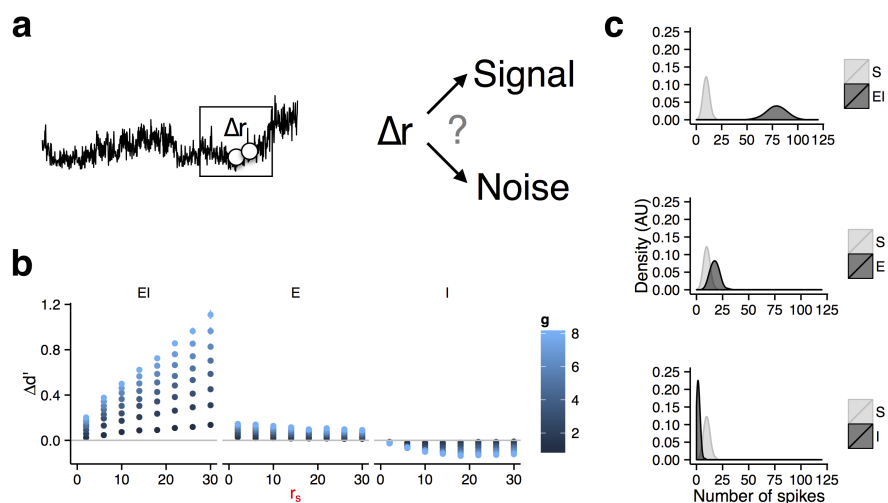 a
Δr
Δr
Signal
?
Noise
b
EI
E
I
Δd'
1.2
0.8
0.4
0.0
0
10
20
30
0
10
20
30
0
10
20
30
r_s
g
8
6
4
2
c
0.25
0.20
0.15
0.10
0.05
0.00
0 25 50 75 100 125
S
EI
Density (AU)
0.25
0.20
0.15
0.10
0.05
0.00
0 25 50 75 100 125
S
E
0.25
0.20
0.15
0.10
0.05
0.00
0 25 50 75 100 125
Number of spikes
S
I